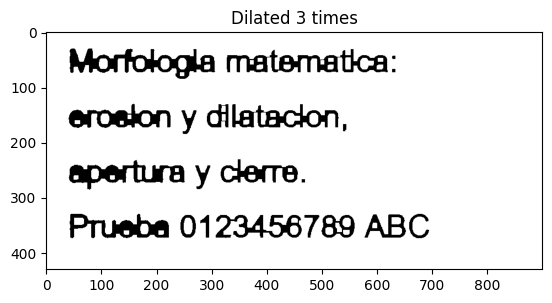 Dilated 3 times
Morfologia matematica:
erosion y dilatacion,
apertura y cierre.
Prueba 0123456789 ABC
0
100
200
300
400
0 100 200 300 400 500 600 700 800